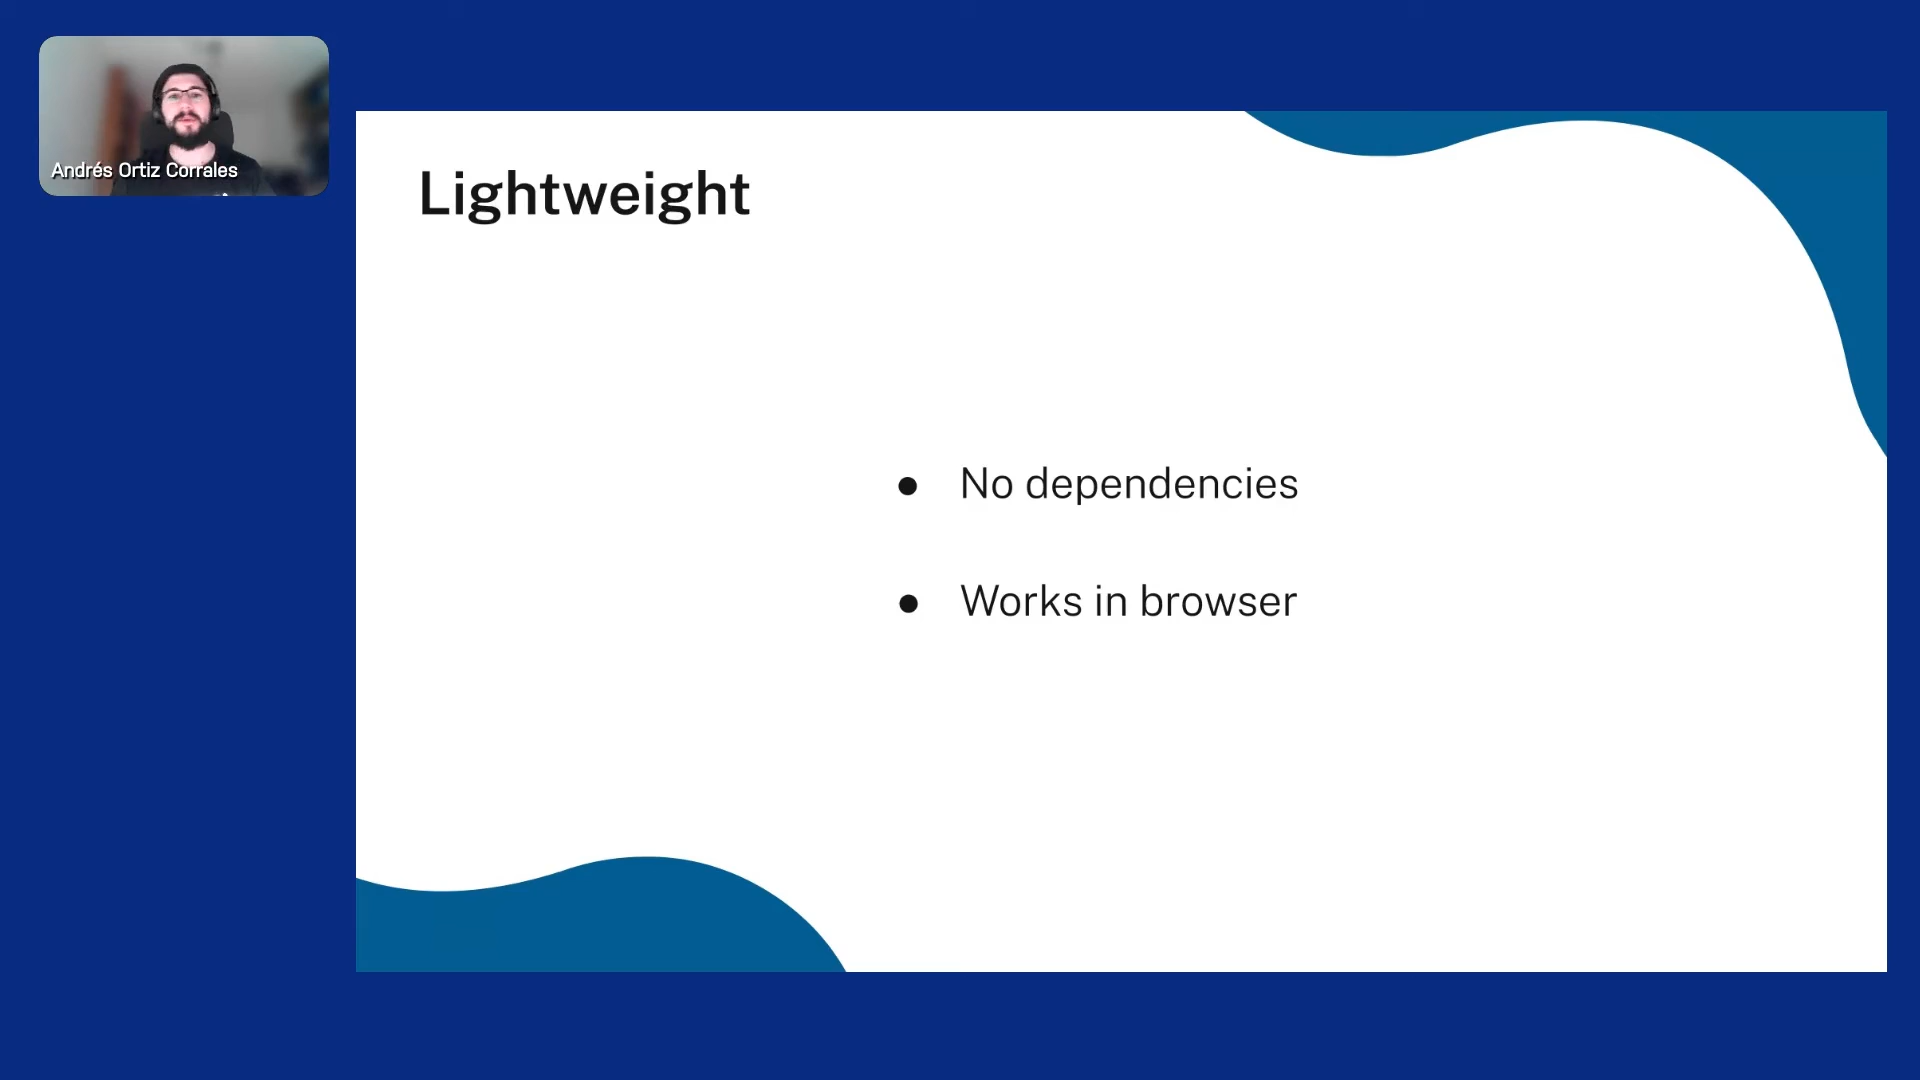 Andrés Ortiz Corrales
Lightweight
● No dependencies
● Works in browser